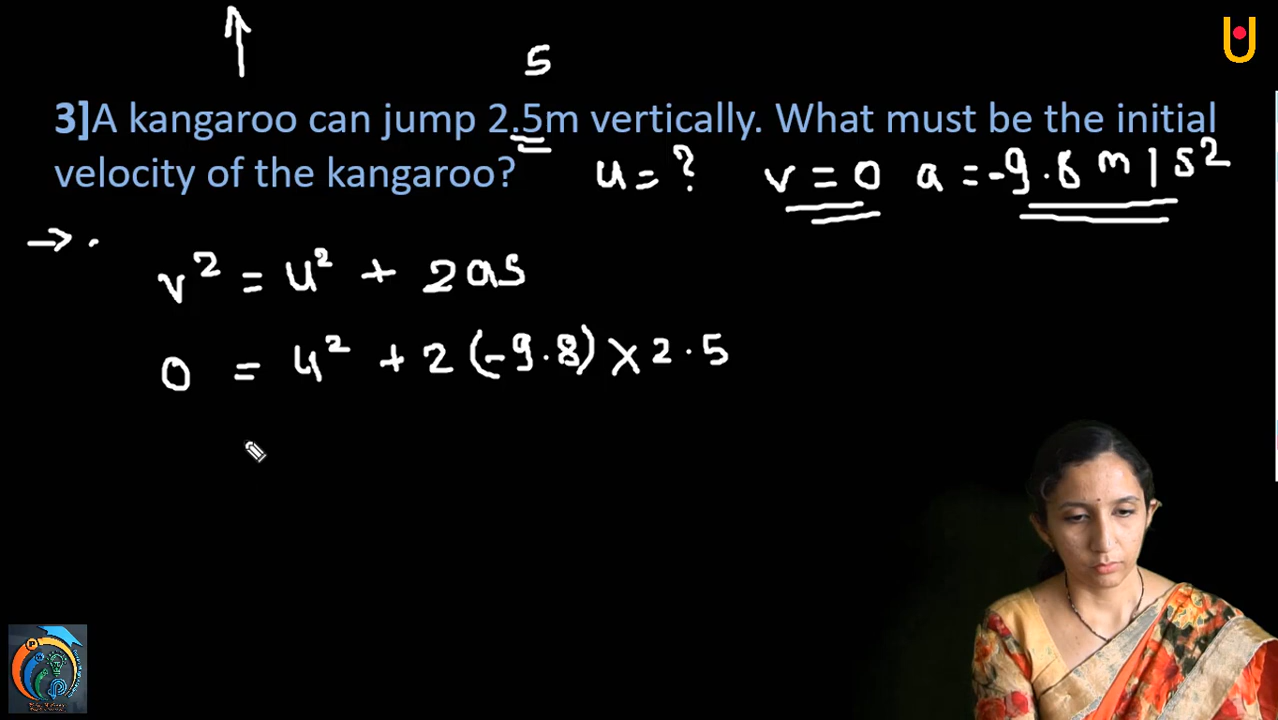 S
3]A kangaroo can jump 2.5m vertically. What must be the initial
velocity of the kangaroo? u = ? v = 0 a = -9.8 m/s²
→ .
v² = u² + 2as
0 = u² + 2 (-9.8) × 2.5